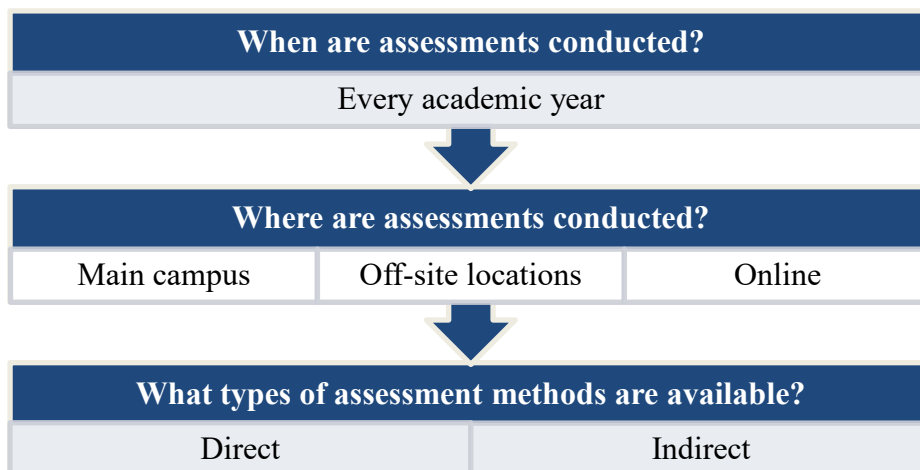 When are assessments conducted?
Every academic year
Where are assessments conducted?
Main campus
Off-site locations
Online
What types of assessment methods are available?
Direct
Indirect